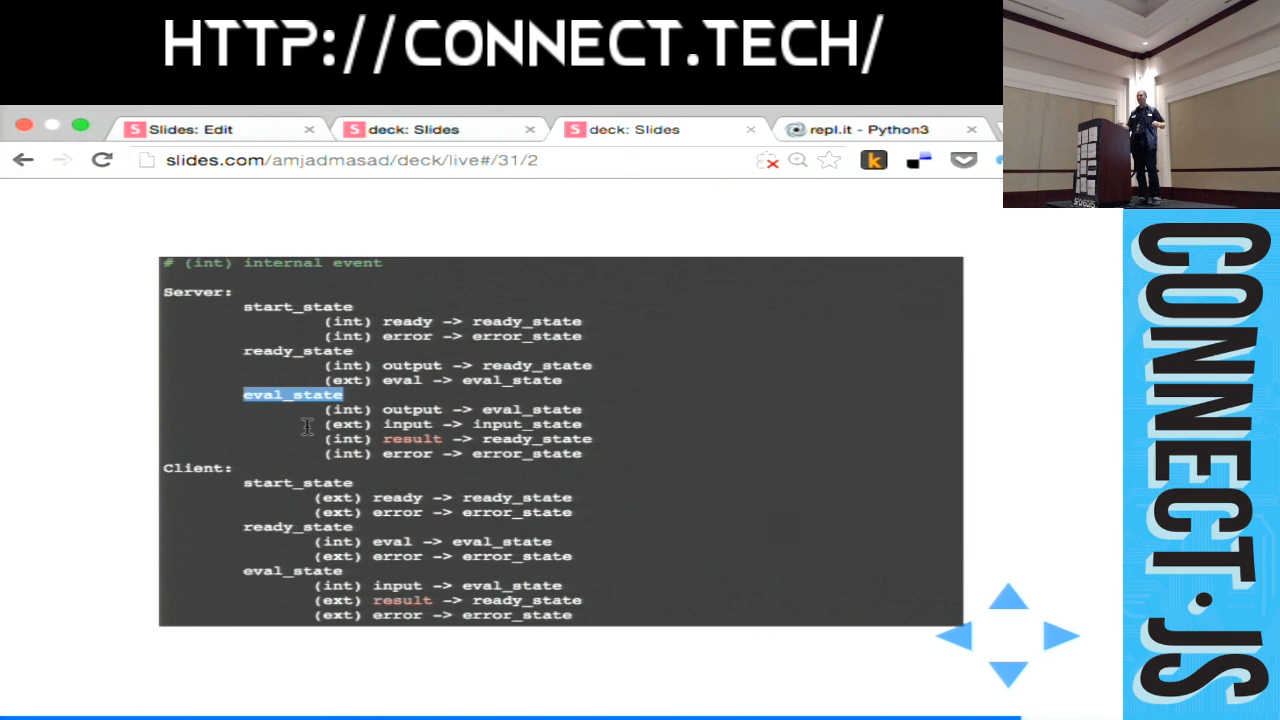 HTTP://CONNECT.TECH/
Slides: Edit
deck: Slides
deck: Slides
repl.it - Python3
slides.com/amjadmasad/deck/live#/31/2
# (int) internal event
Server:
start_state
(int) ready -> ready_state
(int) error -> error_state
ready_state
(int) output -> ready_state
(ext) eval -> eval_state
eval_state
(int) output -> eval_state
(ext) input -> input_state
(int) result -> ready_state
(int) error -> error_state
Client:
start_state
(ext) ready -> ready_state
(ext) error -> error_state
ready_state
(int) eval -> eval_state
(ext) error -> error_state
eval_state
(int) input -> eval_state
(ext) result -> ready_state
(ext) error -> error_state
CONNECT.JS